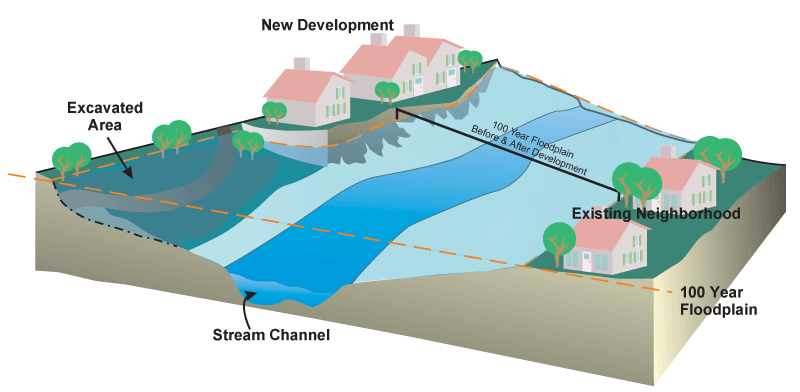 New Development
Excavated
Area
100 Year Floodplain
Before & After Development
Existing Neighborhood
100 Year
Floodplain
Stream Channel